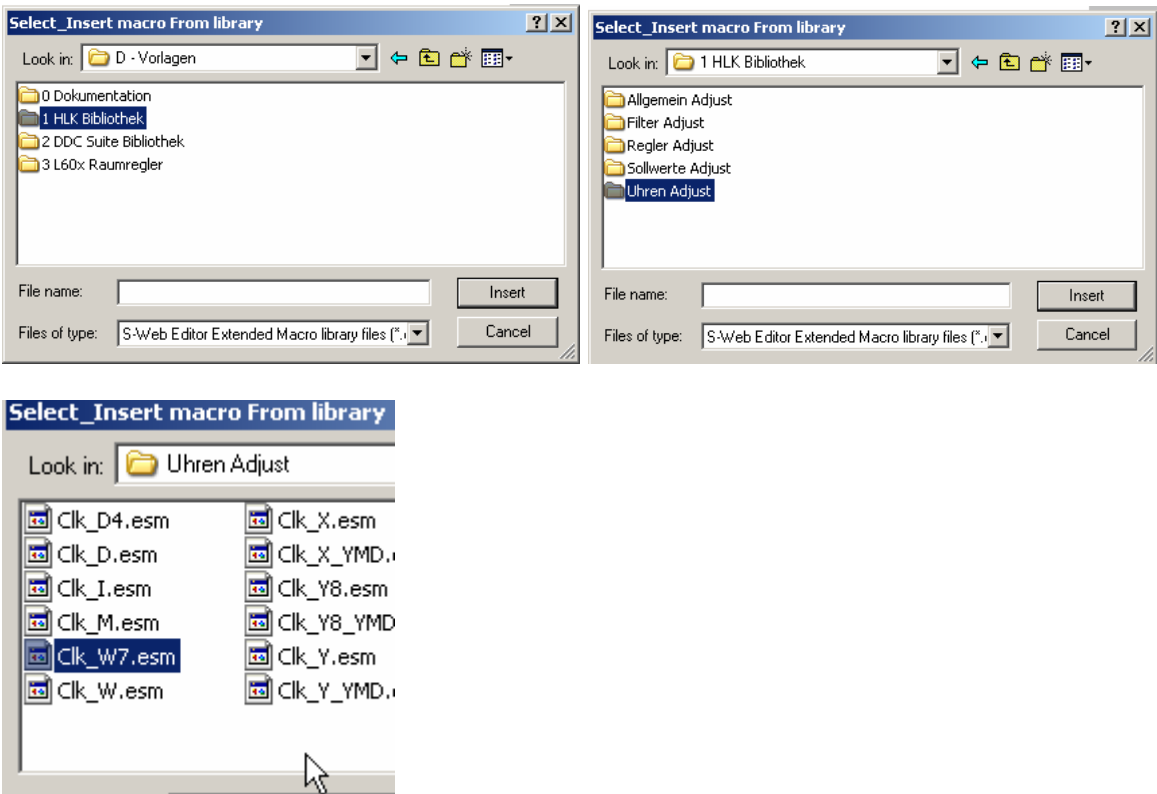 Select_Insert macro From library
Look in: D - Vorlagen
0 Dokumentation
1 HLK Bibliothek
2 DDC Suite Bibliothek
3 L60x Raumregler
File name:
Insert
Files of type: S-Web Editor Extended Macro library files (*.
Cancel
Select_Insert macro From library
Look in: 1 HLK Bibliothek
Allgemein Adjust
Filter Adjust
Regler Adjust
Sollwerte Adjust
Uhren Adjust
File name:
Insert
Files of type: S-Web Editor Extended Macro library files (*.
Cancel
Select_Insert macro From library
Look in: Uhren Adjust
Clk_D4.esm
Clk_D.esm
Clk_I.esm
Clk_M.esm
Clk_W7.esm
Clk_W.esm
Clk_X.esm
Clk_X_YMD.
Clk_Y8.esm
Clk_Y8_YMD
Clk_Y.esm
Clk_Y_YMD.